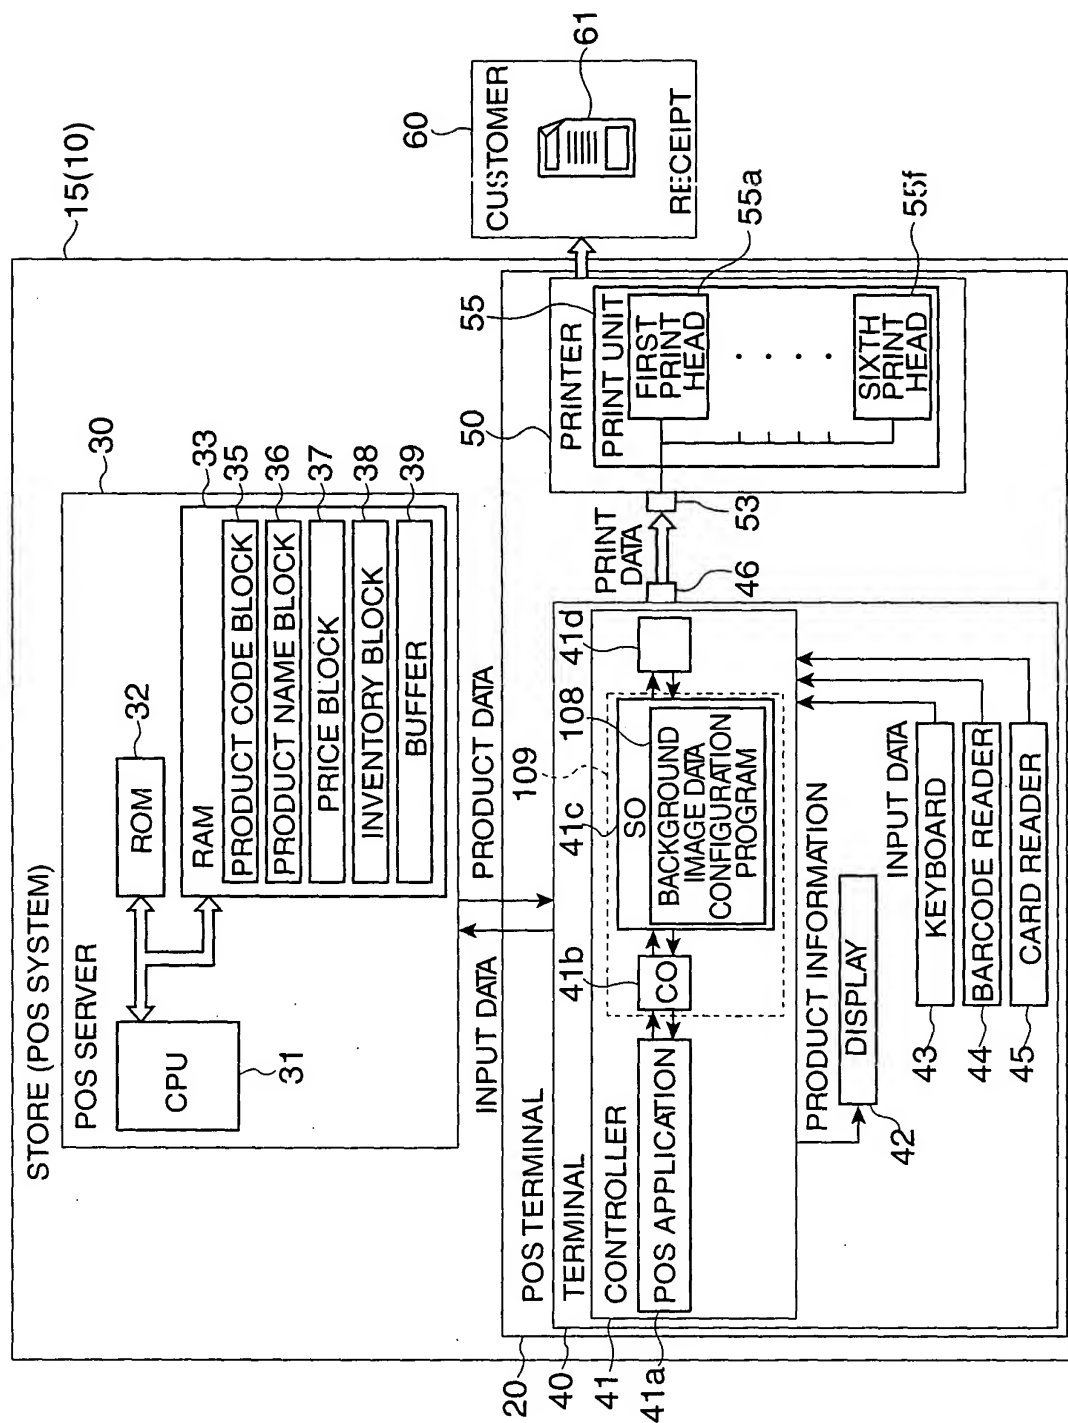 STORE (POS SYSTEM)
15(10)
POS SERVER
30
CPU
31
ROM
32
RAM
33
PRODUCT CODE BLOCK
35
PRODUCT NAME BLOCK
36
PRICE BLOCK
37
INVENTORY BLOCK
38
BUFFER
39
INPUT DATA
PRODUCT DATA
POS TERMINAL
20
TERMINAL
40
CONTROLLER
41
POS APPLICATION
41a
CO
41b
109
SO
41c
BACKGROUND
IMAGE DATA
CONFIGURATION
PROGRAM
108
41d
46
PRINT
DATA
53
PRINTER
50
PRINT UNIT
55
FIRST
PRINT
HEAD
55a
SIXTH
PRINT
HEAD
55f
CUSTOMER
60
61
RECEIPT
PRODUCT INFORMATION
DISPLAY
42
INPUT DATA
KEYBOARD
43
BARCODE READER
44
CARD READER
45